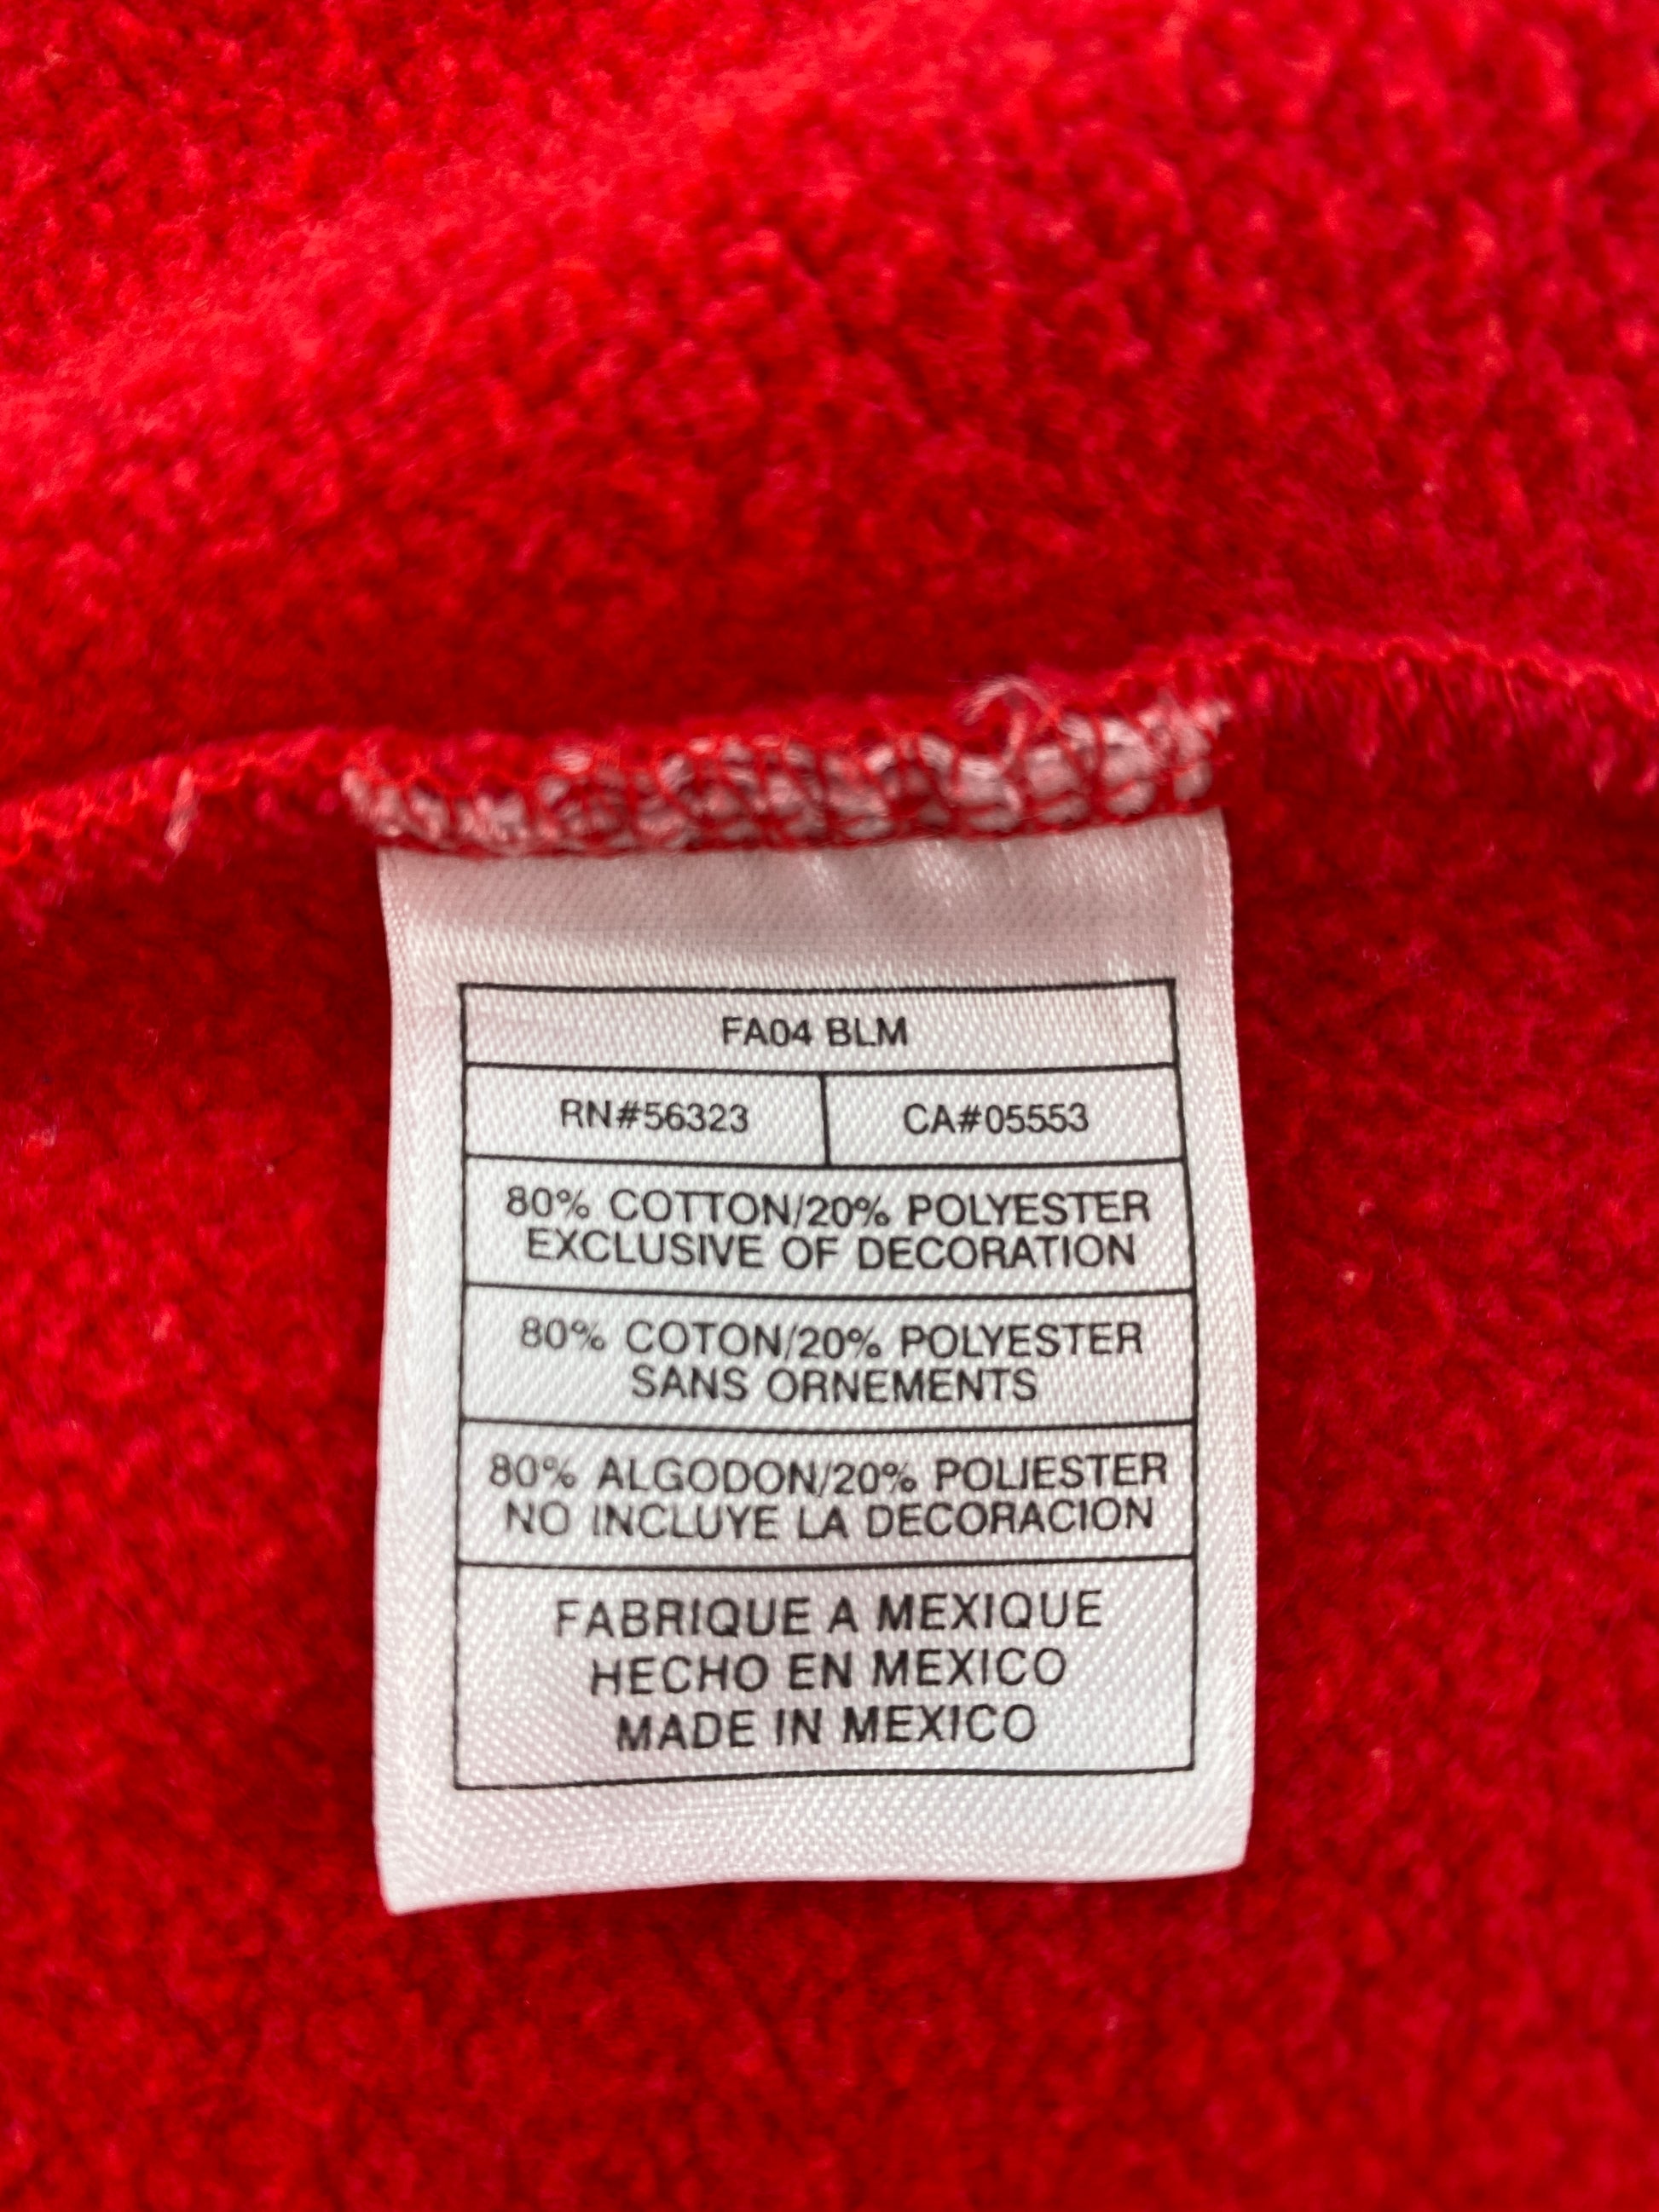 FA04 BLM
RN#56323 CA#05553
80% COTTON/20% POLYESTER
EXCLUSIVE OF DECORATION
80% COTON/20% POLYESTER
SANS ORNEMENTS
80% ALGODON/20% POLIESTER
NO INCLUYE LA DECORACION
FABRIQUE A MEXIQUE
HECHO EN MEXICO
MADE IN MEXICO